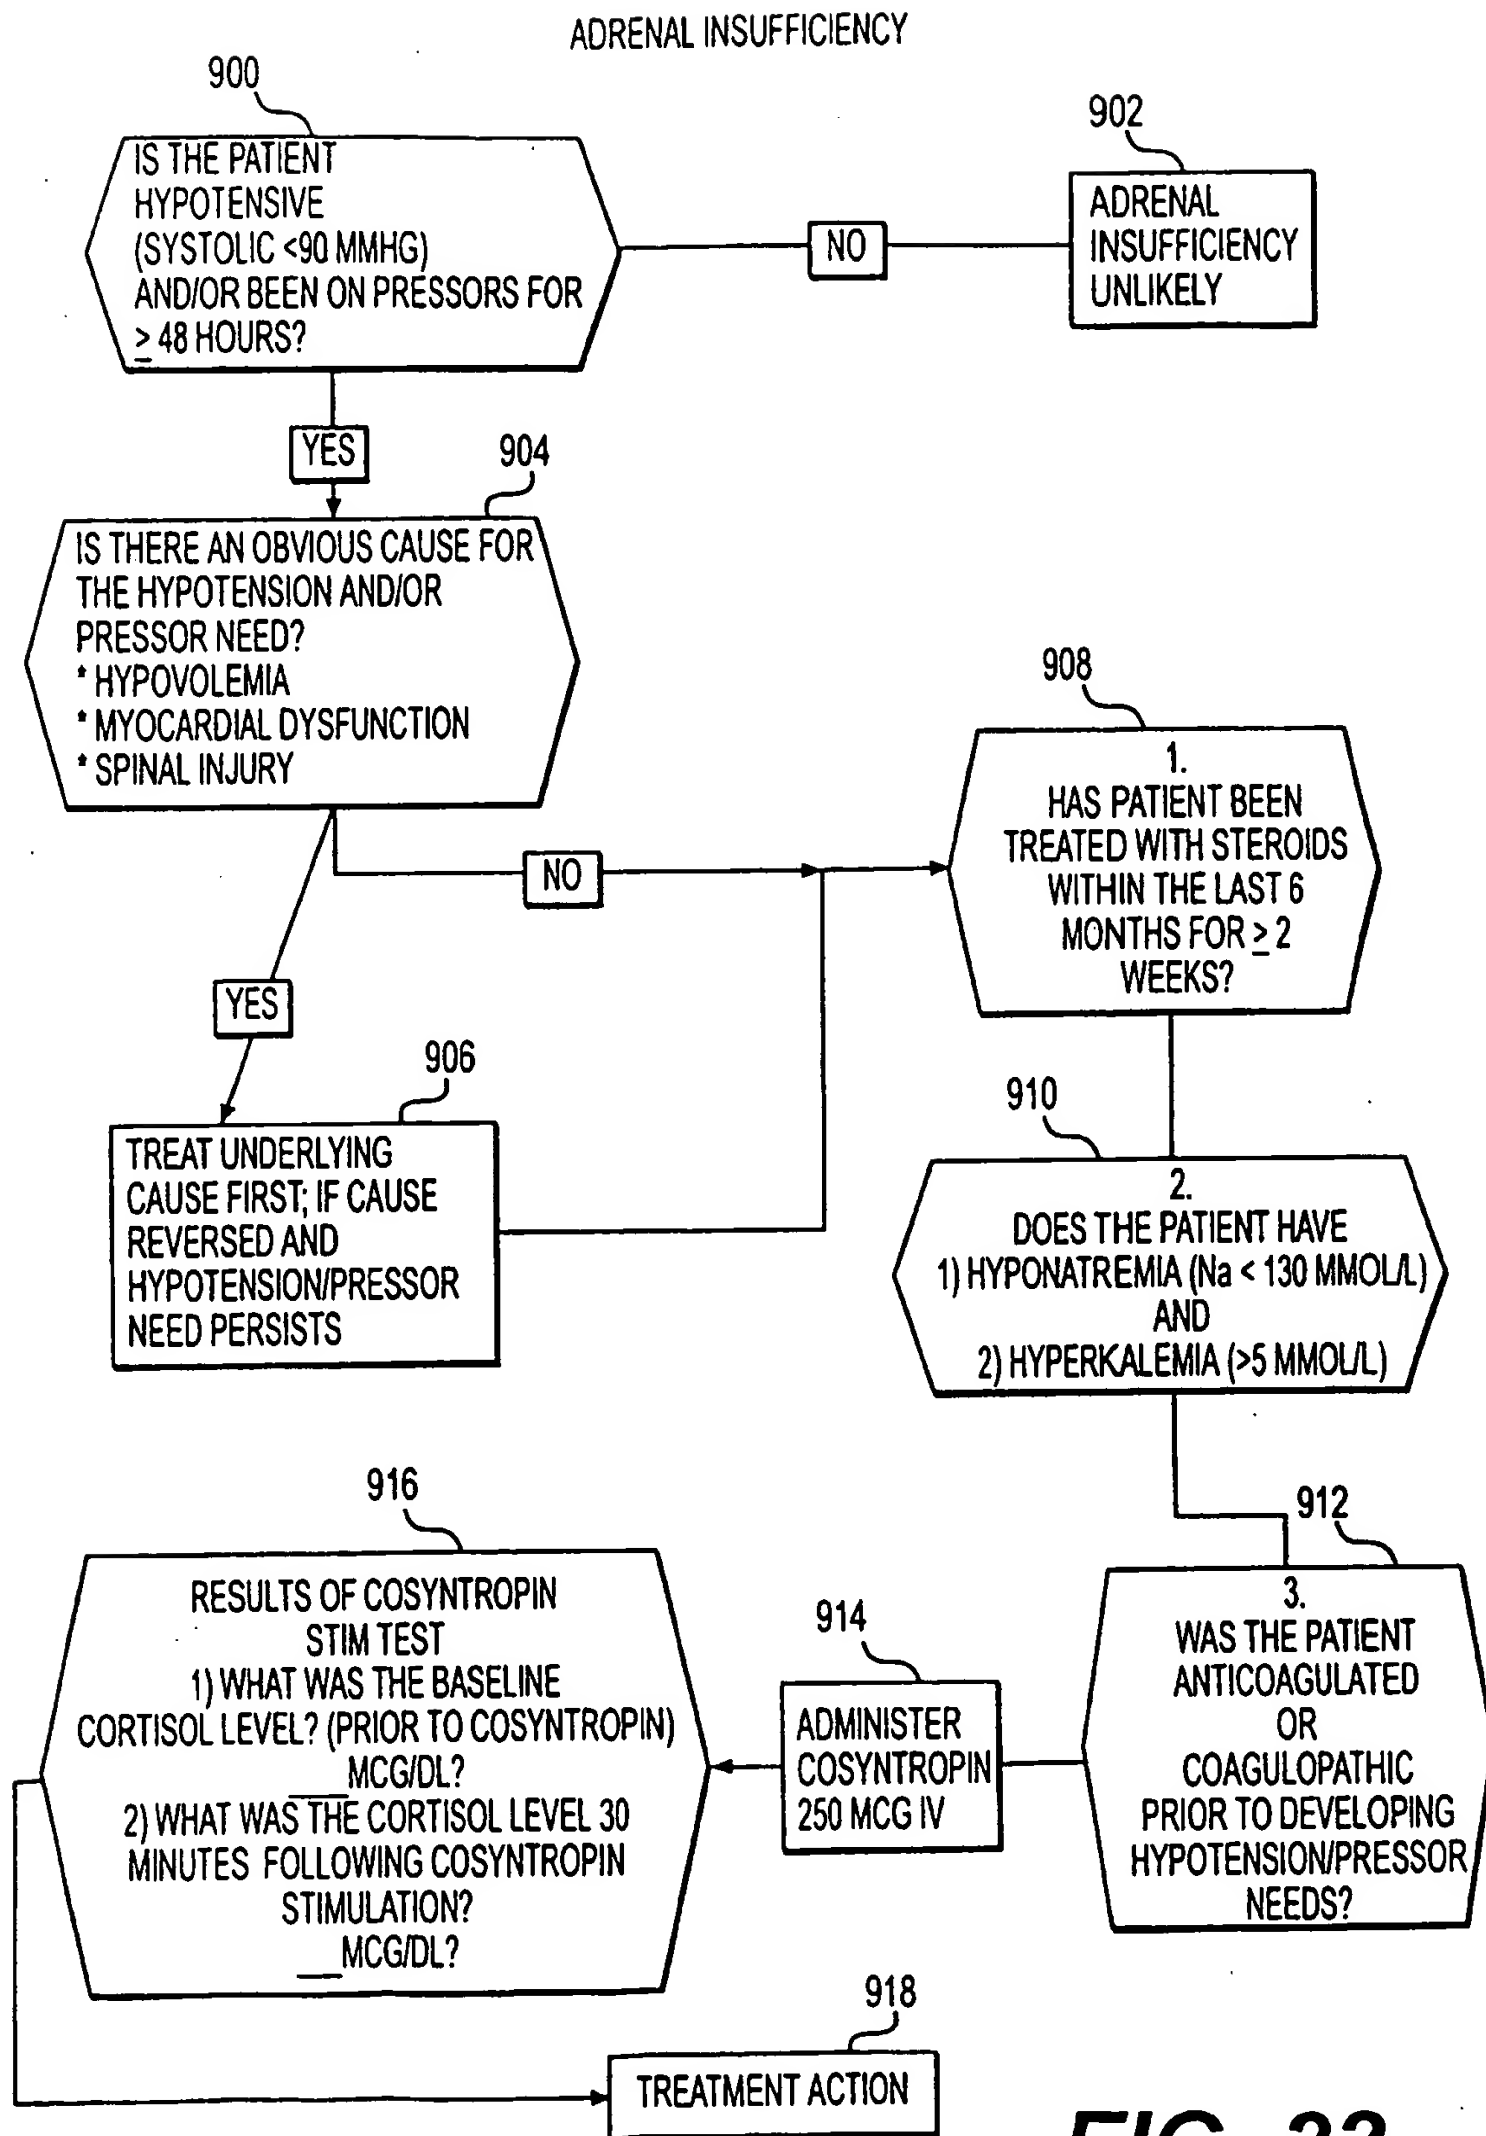 ADRENAL INSUFFICIENCY
900
IS THE PATIENT
HYPOTENSIVE
(SYSTOLIC <90 MMHG)
AND/OR BEEN ON PRESSORS FOR
≥ 48 HOURS?
NO
902
ADRENAL
INSUFFICIENCY
UNLIKELY
YES
904
IS THERE AN OBVIOUS CAUSE FOR
THE HYPOTENSION AND/OR
PRESSOR NEED?
* HYPOVOLEMIA
* MYOCARDIAL DYSFUNCTION
* SPINAL INJURY
NO
YES
906
TREAT UNDERLYING
CAUSE FIRST; IF CAUSE
REVERSED AND
HYPOTENSION/PRESSOR
NEED PERSISTS
908
1.
HAS PATIENT BEEN
TREATED WITH STEROIDS
WITHIN THE LAST 6
MONTHS FOR ≥ 2
WEEKS?
910
2.
DOES THE PATIENT HAVE
1) HYPONATREMIA (Na < 130 MMOL/L)
AND
2) HYPERKALEMIA (>5 MMOL/L)
912
3.
WAS THE PATIENT
ANTICOAGULATED
OR
COAGULOPATHIC
PRIOR TO DEVELOPING
HYPOTENSION/PRESSOR
NEEDS?
914
ADMINISTER
COSYNTROPIN
250 MCG IV
916
RESULTS OF COSYNTROPIN
STIM TEST
1) WHAT WAS THE BASELINE
CORTISOL LEVEL? (PRIOR TO COSYNTROPIN)
___MCG/DL?
2) WHAT WAS THE CORTISOL LEVEL 30
MINUTES FOLLOWING COSYNTROPIN
STIMULATION?
___MCG/DL?
918
TREATMENT ACTION
FIG.